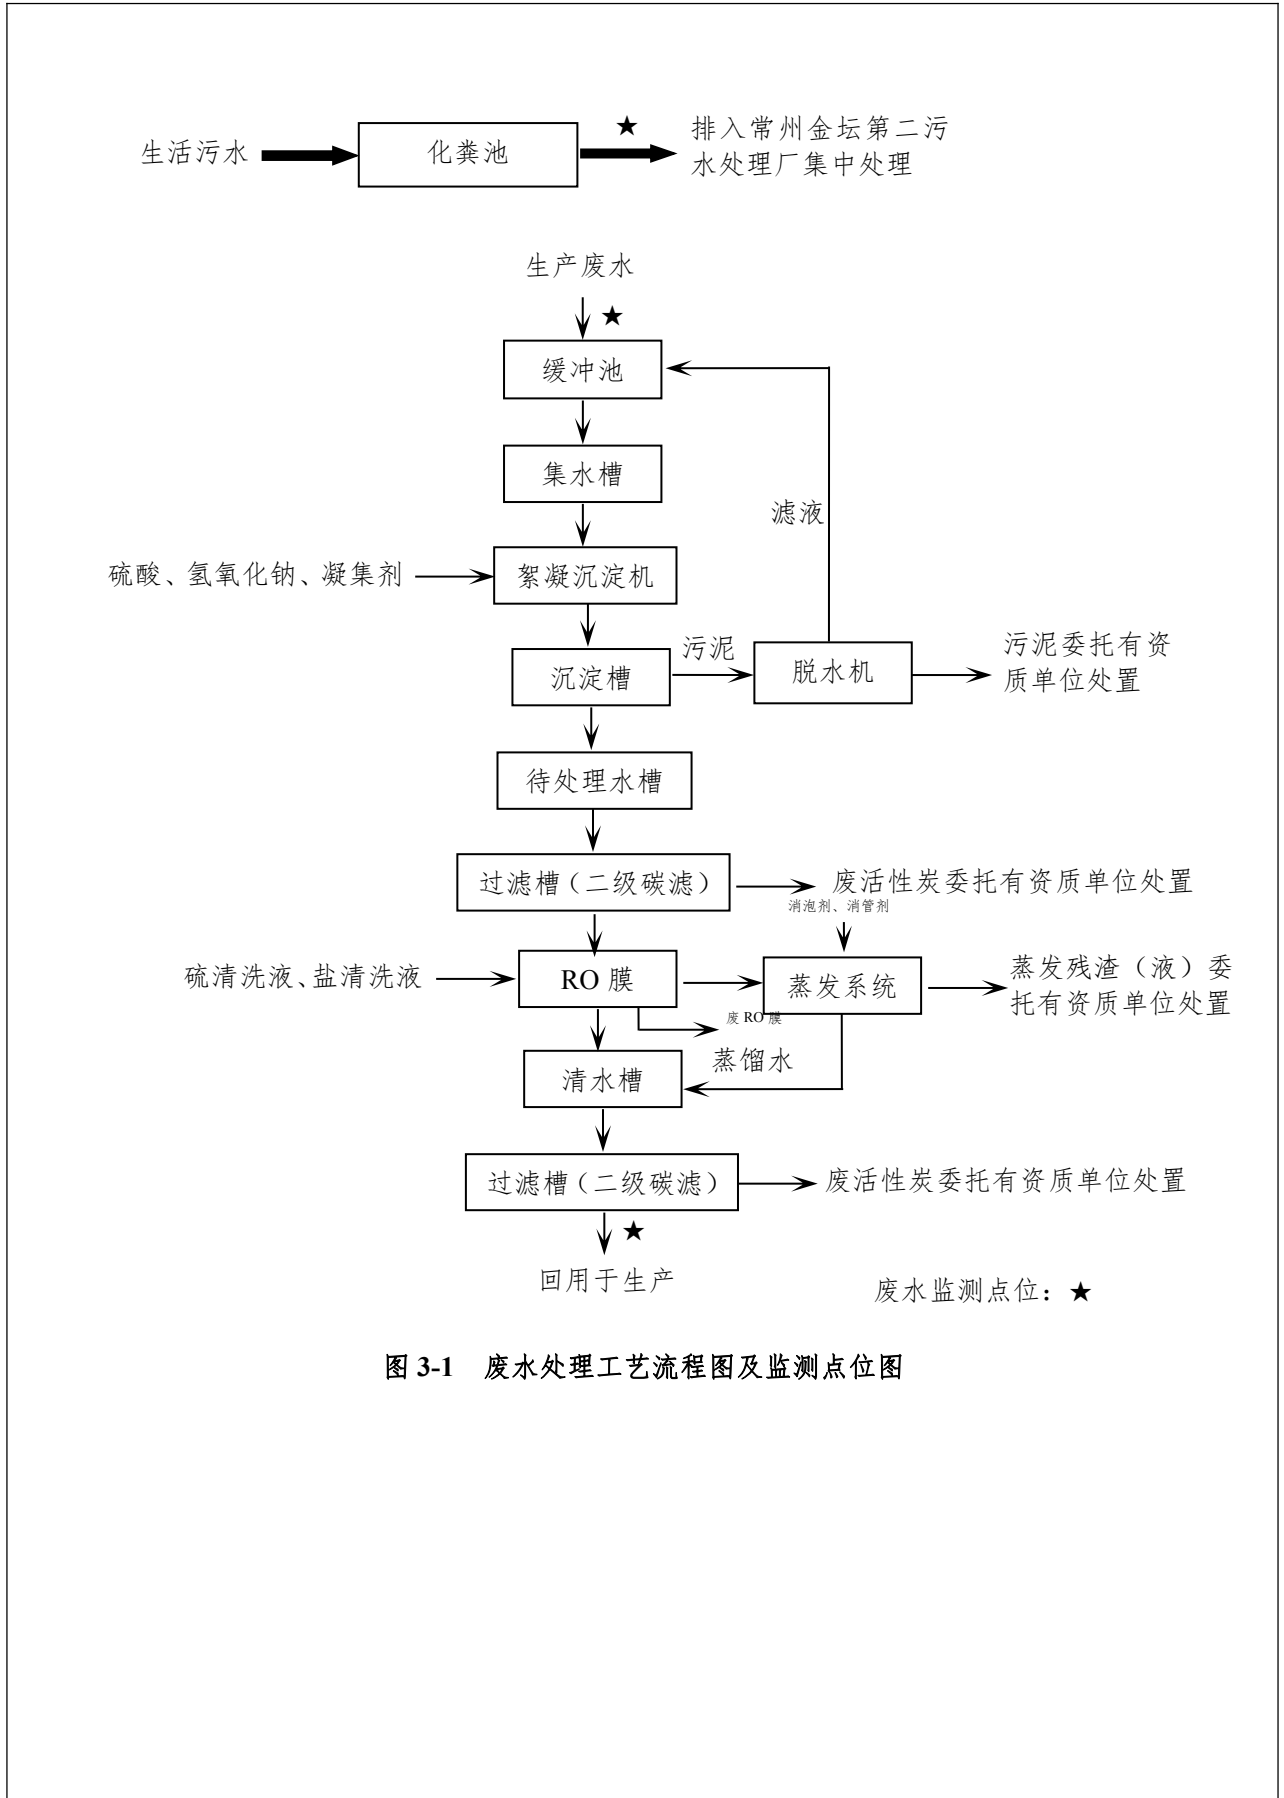 生活污水
化粪池
★
排入常州金坛第二污
水处理厂集中处理
生产废水
★
缓冲池
集水槽
滤液
硫酸、氢氧化钠、凝集剂
絮凝沉淀机
沉淀槽
污泥
脱水机
污泥委托有资
质单位处置
待处理水槽
过滤槽（二级碳滤）
废活性炭委托有资质单位处置
消泡剂、消管剂
硫清洗液、盐清洗液
RO 膜
蒸发系统
蒸发残渣（液）委
托有资质单位处置
废 RO 膜
蒸馏水
清水槽
过滤槽（二级碳滤）
废活性炭委托有资质单位处置
★
回用于生产
废水监测点位：★
图 3-1 废水处理工艺流程图及监测点位图